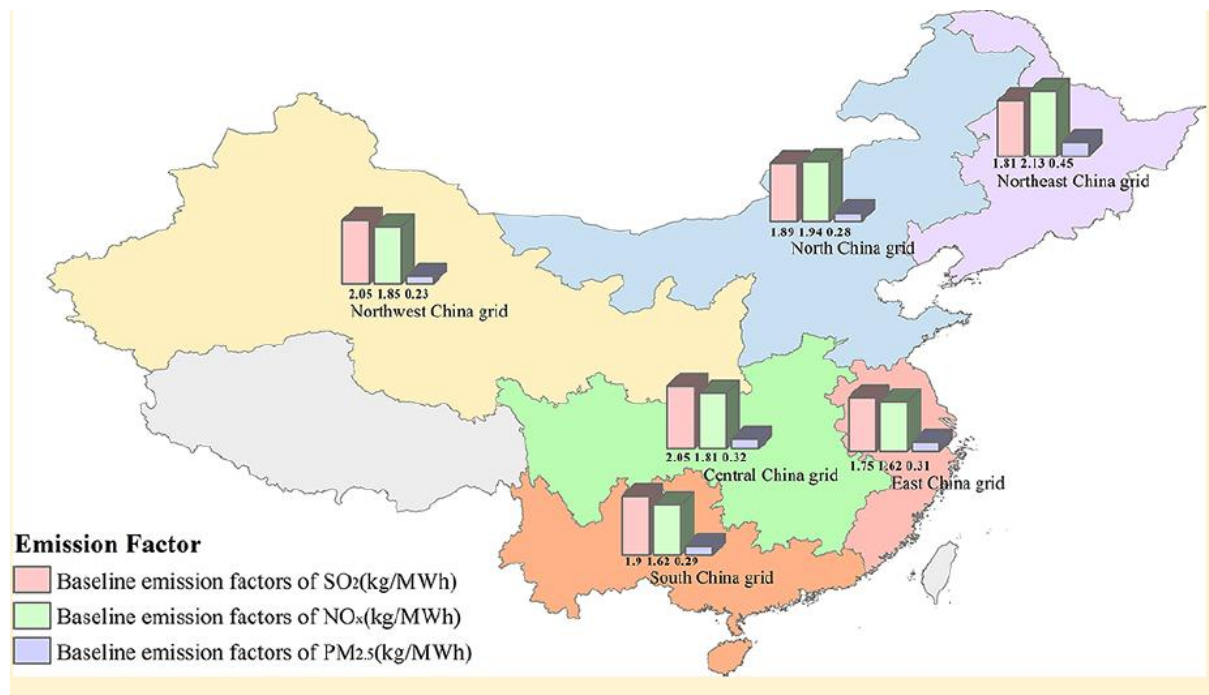 1.81 2.13 0.45
Northeast China grid
1.89 1.94 0.28
North China grid
2.05 1.85 0.23
Northwest China grid
2.05 1.81 0.32
Central China grid
1.75 1.62 0.31
East China grid
1.9 1.62 0.29
South China grid
Emission Factor
Baseline emission factors of SO₂(kg/MWh)
Baseline emission factors of NOₓ(kg/MWh)
Baseline emission factors of PM₂.₅(kg/MWh)